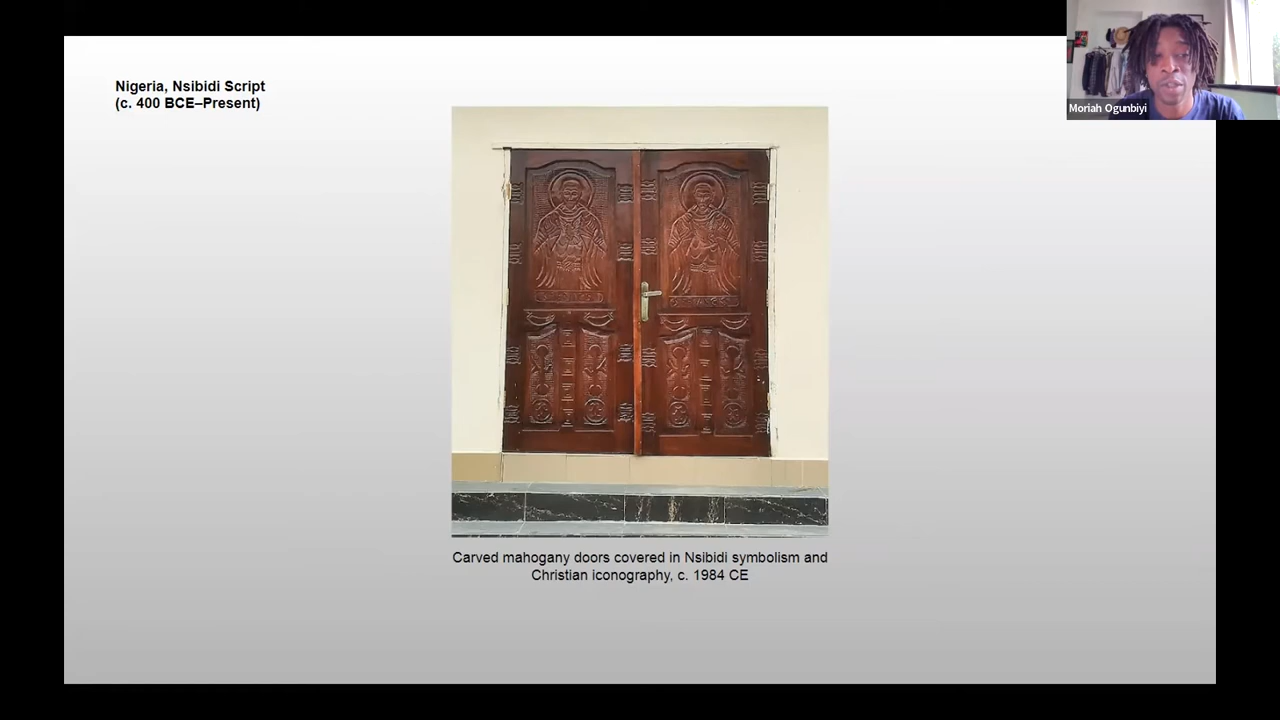 Nigeria, Nsibidi Script
(c. 400 BCE–Present)
Moriah Ogunbiyi
Carved mahogany doors covered in Nsibidi symbolism and
Christian iconography, c. 1984 CE